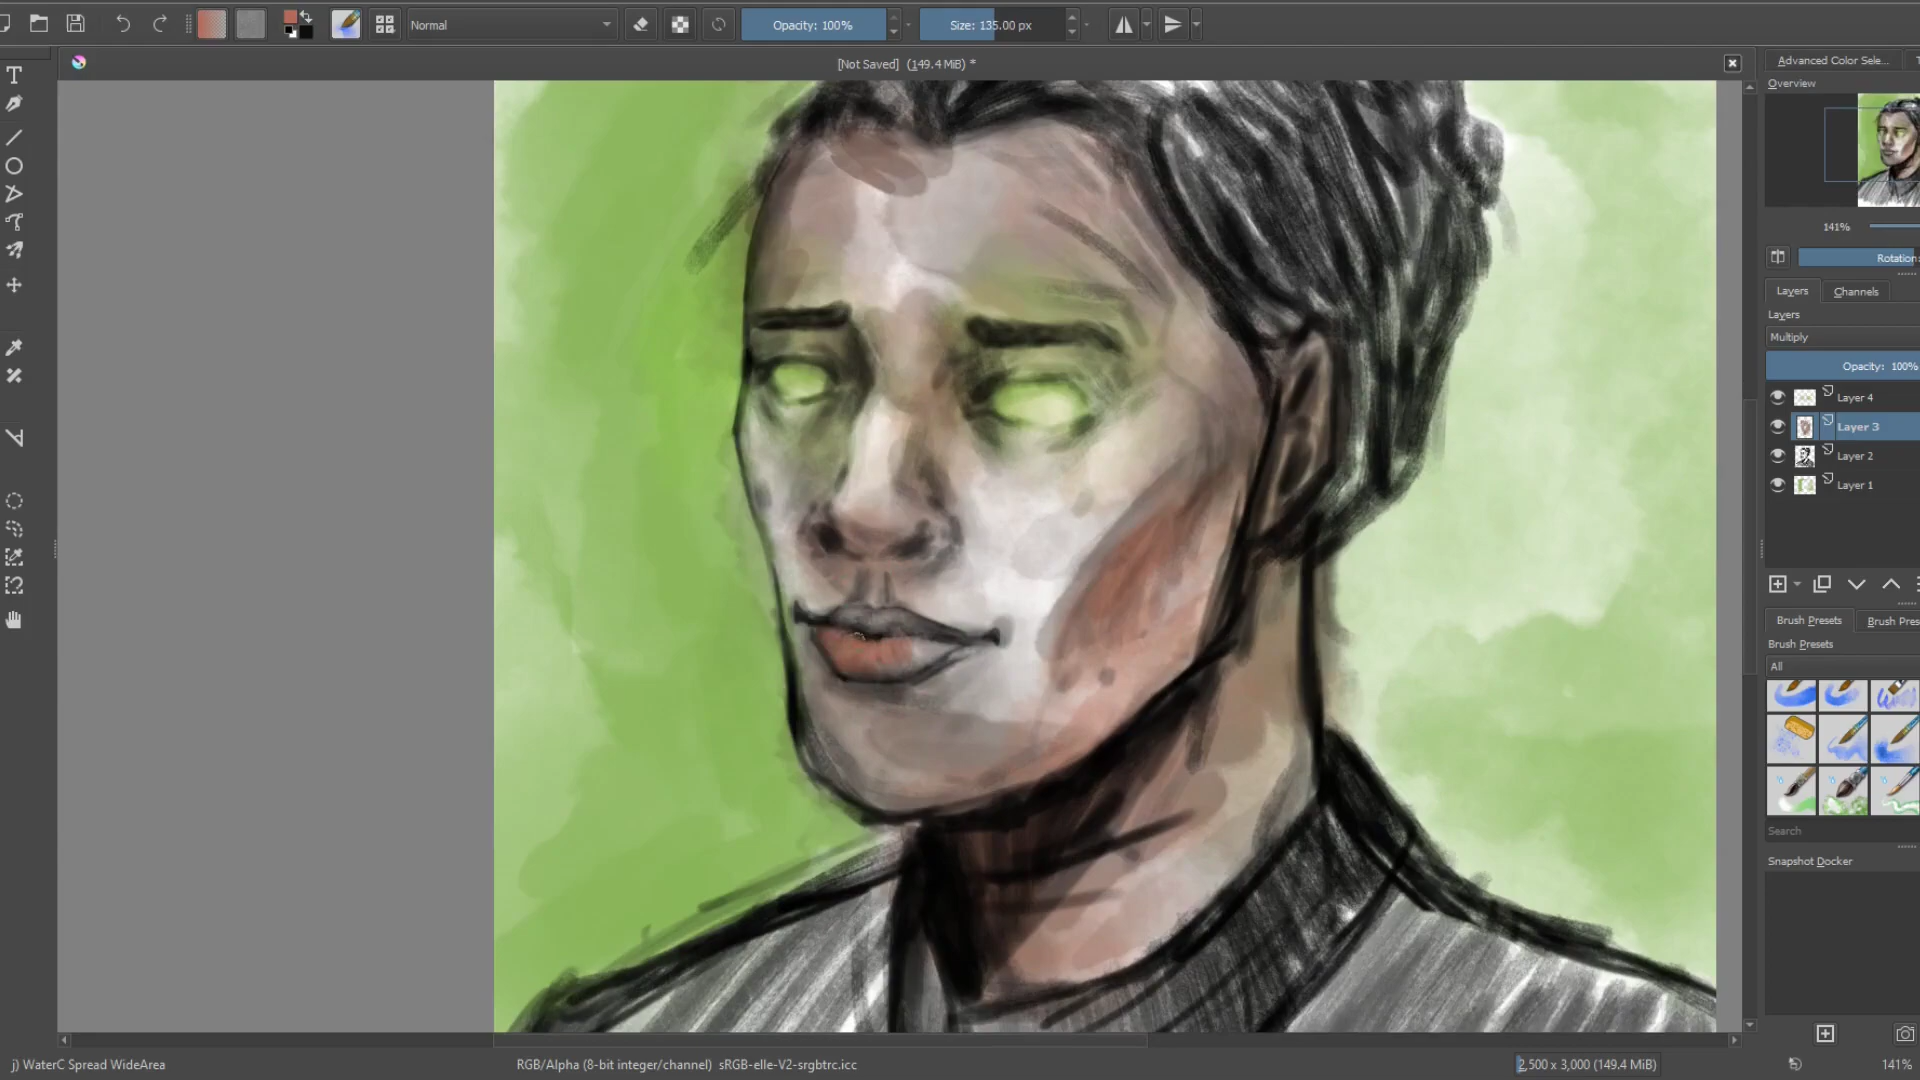 Normal
Opacity: 100%
Size: 135.00 px
[Not Saved] (149.4 MiB) *
Advanced Color Sele...
Overview
141%
Rotation:
Layers
Channels
Layers
Multiply
Opacity: 100%
Layer 4
Layer 3
Layer 2
Layer 1
Brush Presets
Brush Pres
Brush Presets
All
Search
Snapshot Docker
j) WaterC Spread WideArea
RGB/Alpha (8-bit integer/channel) sRGB-elle-V2-srgbtrc.icc
2,500 x 3,000 (149.4 MiB)
141%